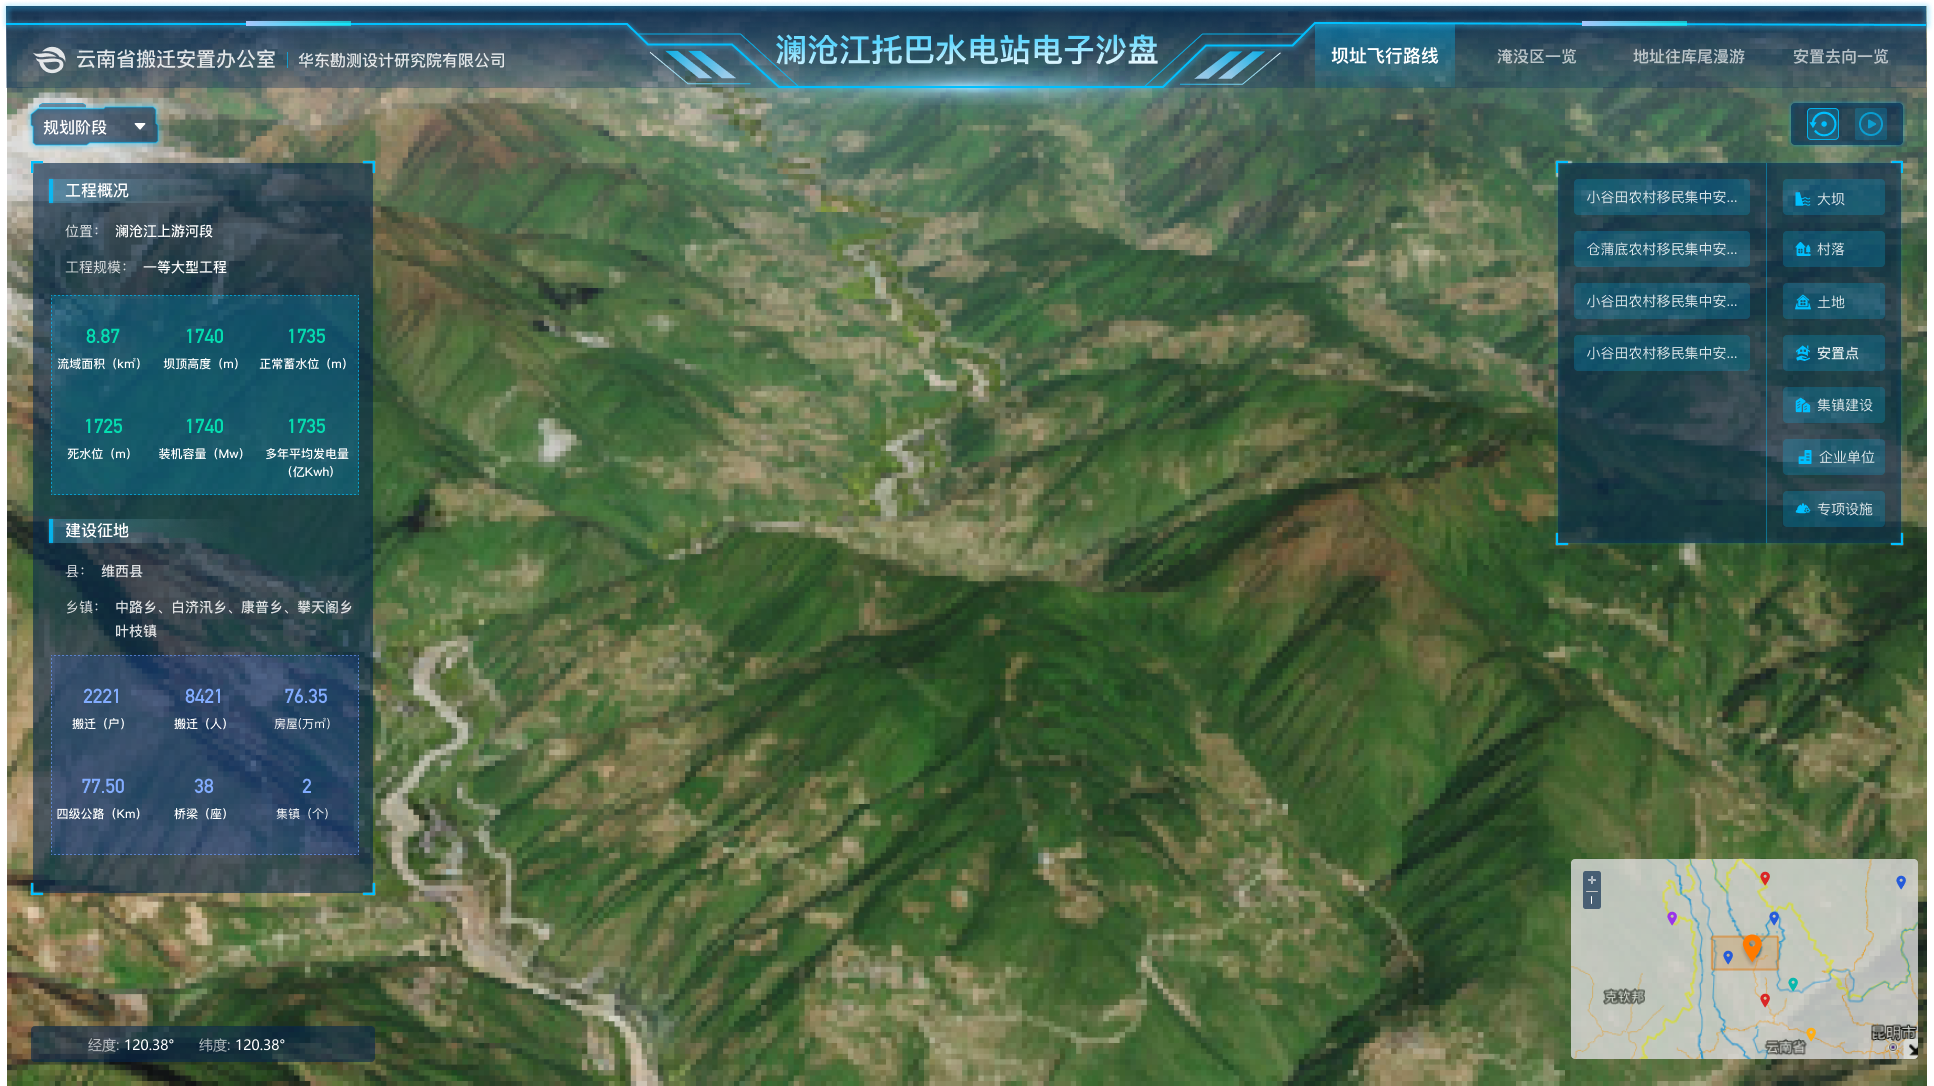 云南省搬迁安置办公室 华东勘测设计研究院有限公司
澜沧江托巴水电站电子沙盘
坝址飞行路线 淹没区一览 地址往库尾漫游 安置去向一览
规划阶段
工程概况
位置: 澜沧江上游河段
工程规模: 一等大型工程
8.87 1740 1735
流域面积（k㎡） 坝顶高度（m） 正常蓄水位（m）
1725 1740 1735
死水位（m） 装机容量（Mw） 多年平均发电量
（亿Kwh）
建设征地
县: 维西县
乡镇: 中路乡、白济汛乡、康普乡、攀天阁乡
叶枝镇
2221 8421 76.35
搬迁（户） 搬迁（人） 房屋(万㎡)
77.50 38 2
四级公路（Km） 桥梁（座） 集镇（个）
经度: 120.38° 纬度: 120.38°
小谷田农村移民集中安...
仓蒲底农村移民集中安...
小谷田农村移民集中安...
小谷田农村移民集中安...
大坝
村落
土地
安置点
集镇建设
企业单位
专项设施
克钦邦
昆明市
云南省